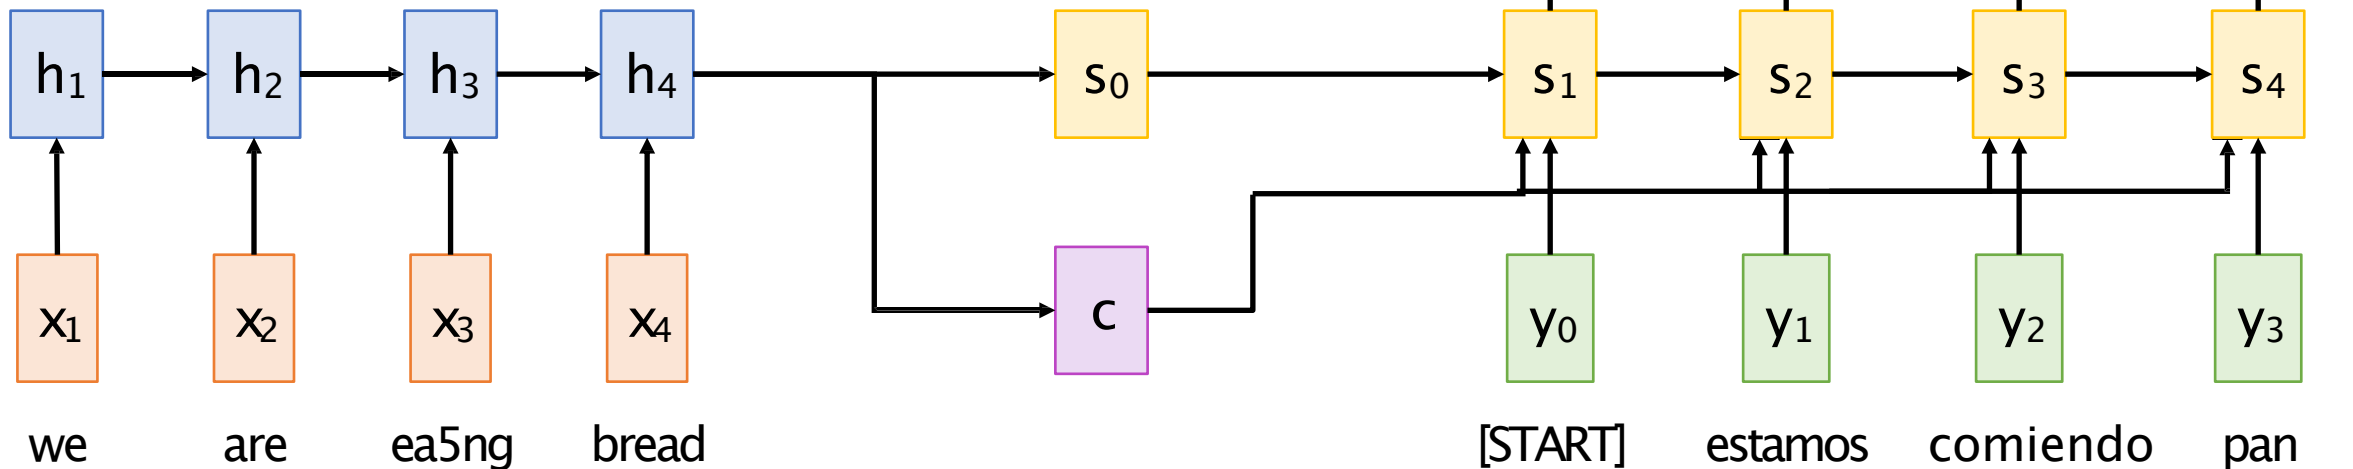 h₁ h₂ h₃ h₄ s₀ s₁ s₂ s₃ s₄
x₁ x₂ x₃ x₄ c y₀ y₁ y₂ y₃
we are ea5ng bread [START] estamos comiendo pan